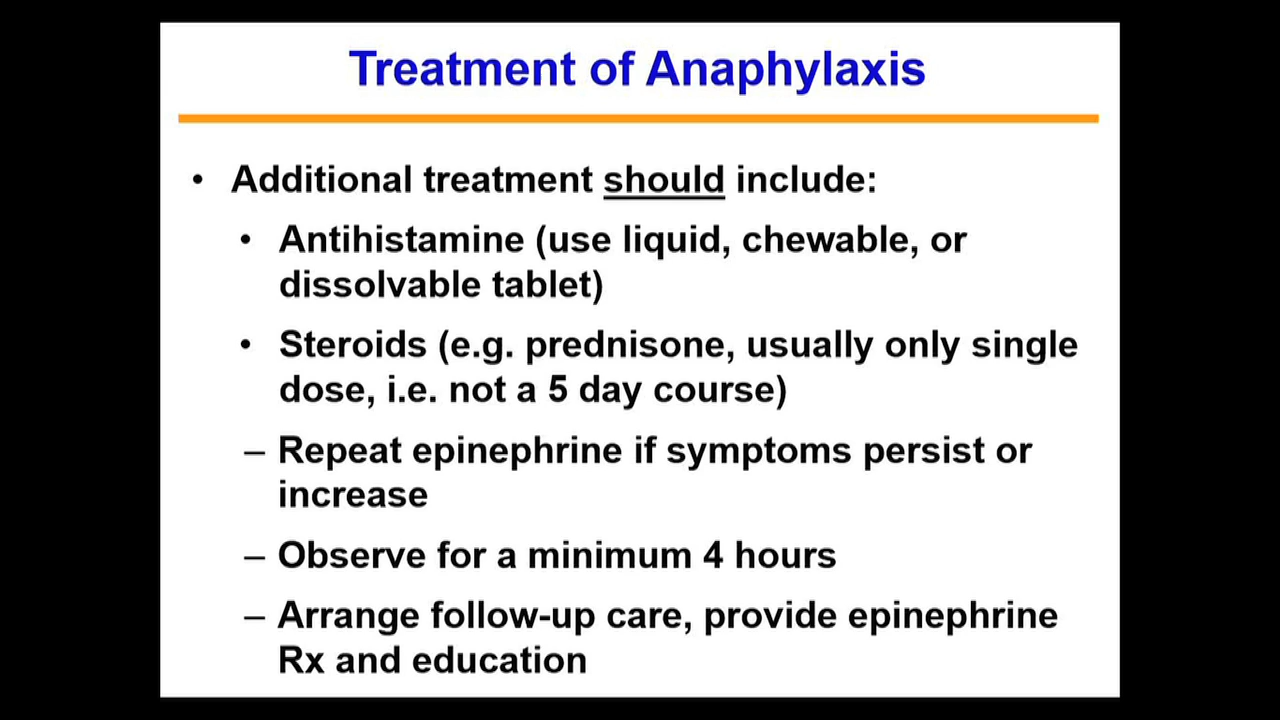 Treatment of Anaphylaxis
• Additional treatment should include:
• Antihistamine (use liquid, chewable, or
dissolvable tablet)
• Steroids (e.g. prednisone, usually only single
dose, i.e. not a 5 day course)
– Repeat epinephrine if symptoms persist or
increase
– Observe for a minimum 4 hours
– Arrange follow-up care, provide epinephrine
Rx and education